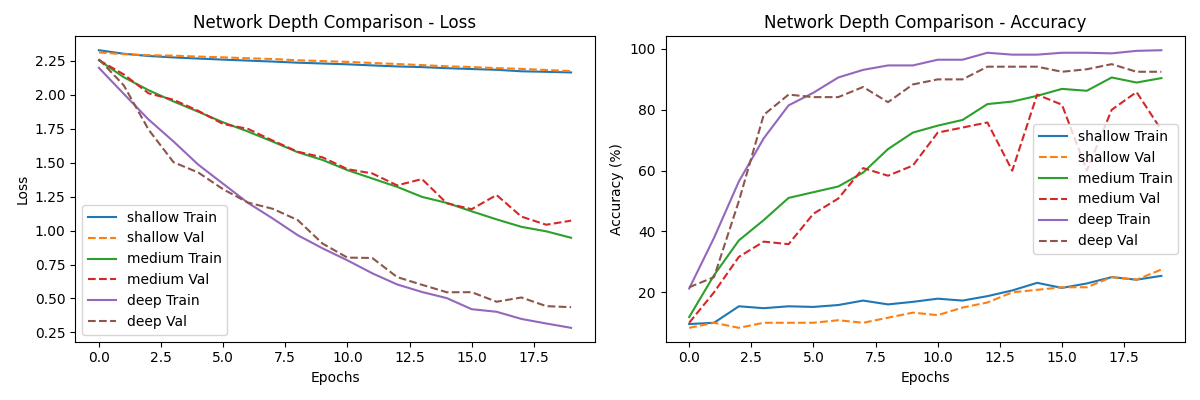 Network Depth Comparison - Loss
Loss
2.25
2.00
1.75
1.50
1.25
1.00
0.75
0.50
0.25
shallow Train
shallow Val
medium Train
medium Val
deep Train
deep Val
0.0 2.5 5.0 7.5 10.0 12.5 15.0 17.5
Epochs
Network Depth Comparison - Accuracy
Accuracy (%)
100
80
60
40
20
shallow Train
shallow Val
medium Train
medium Val
deep Train
deep Val
0.0 2.5 5.0 7.5 10.0 12.5 15.0 17.5
Epochs